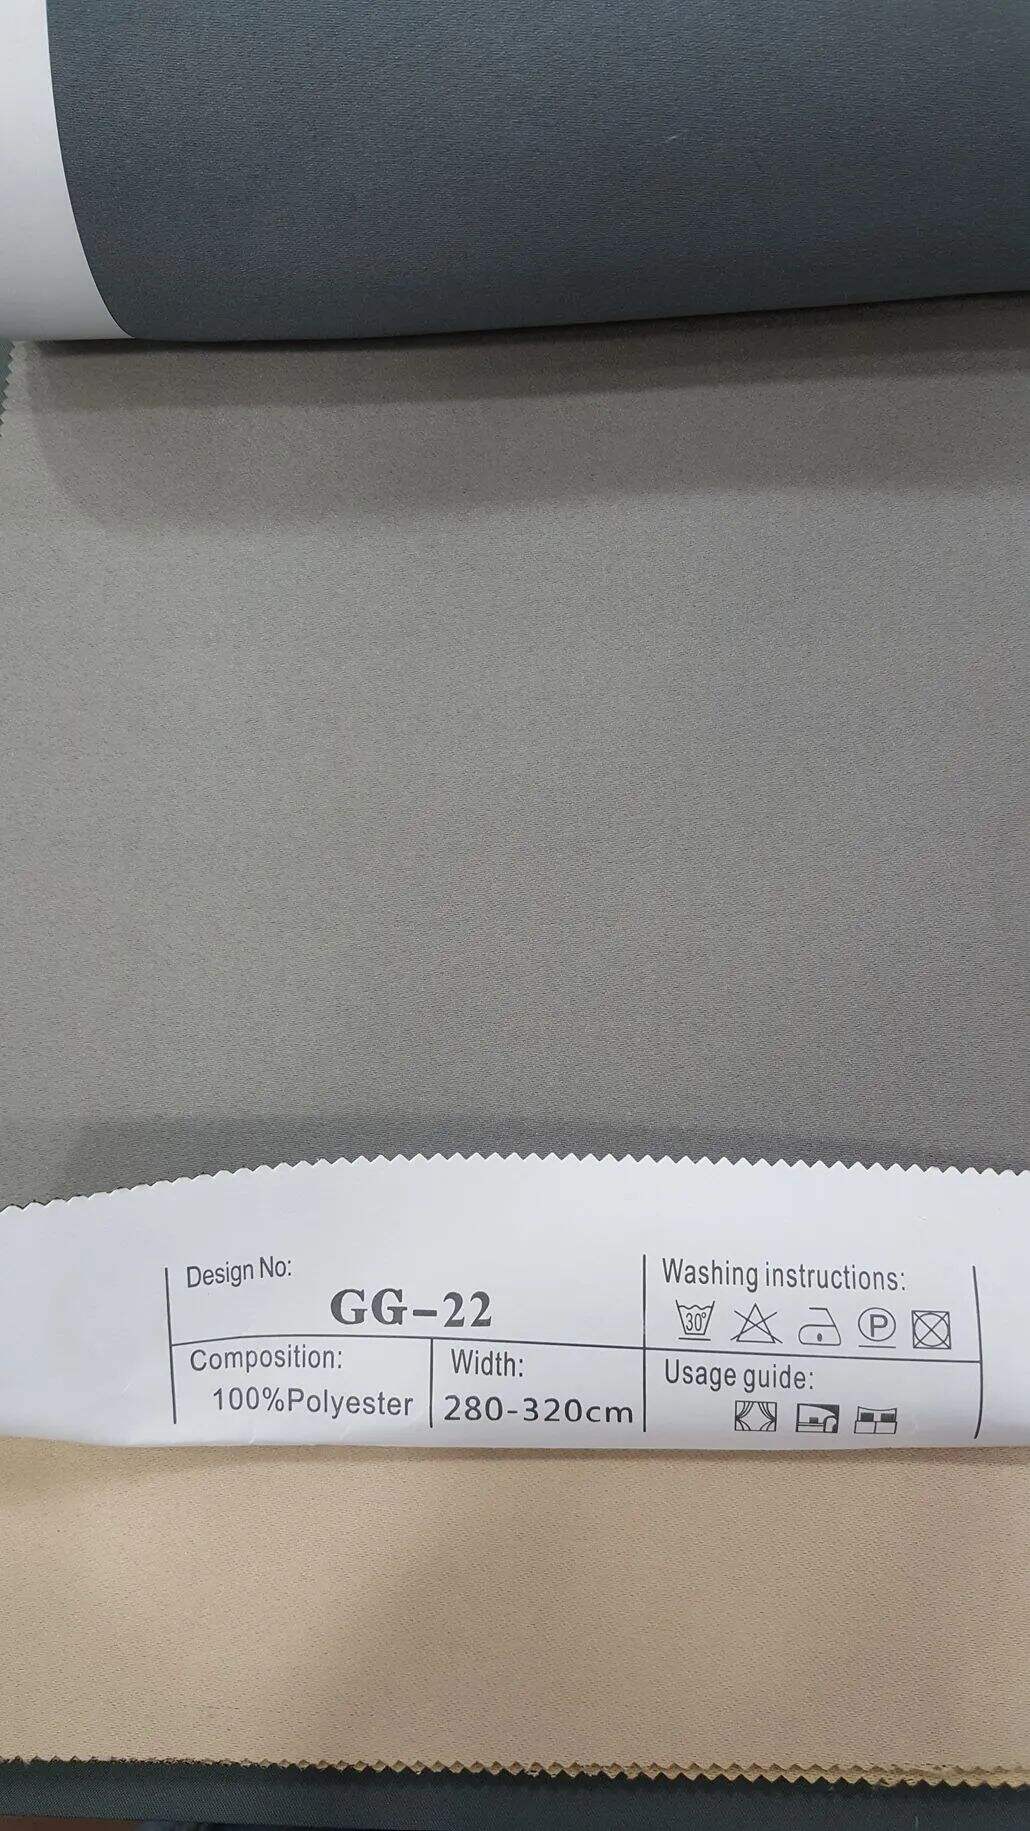 Design No:
GG-22
Composition:
100%Polyester
Width:
280-320cm
Washing instructions:
30°
P
Usage guide: